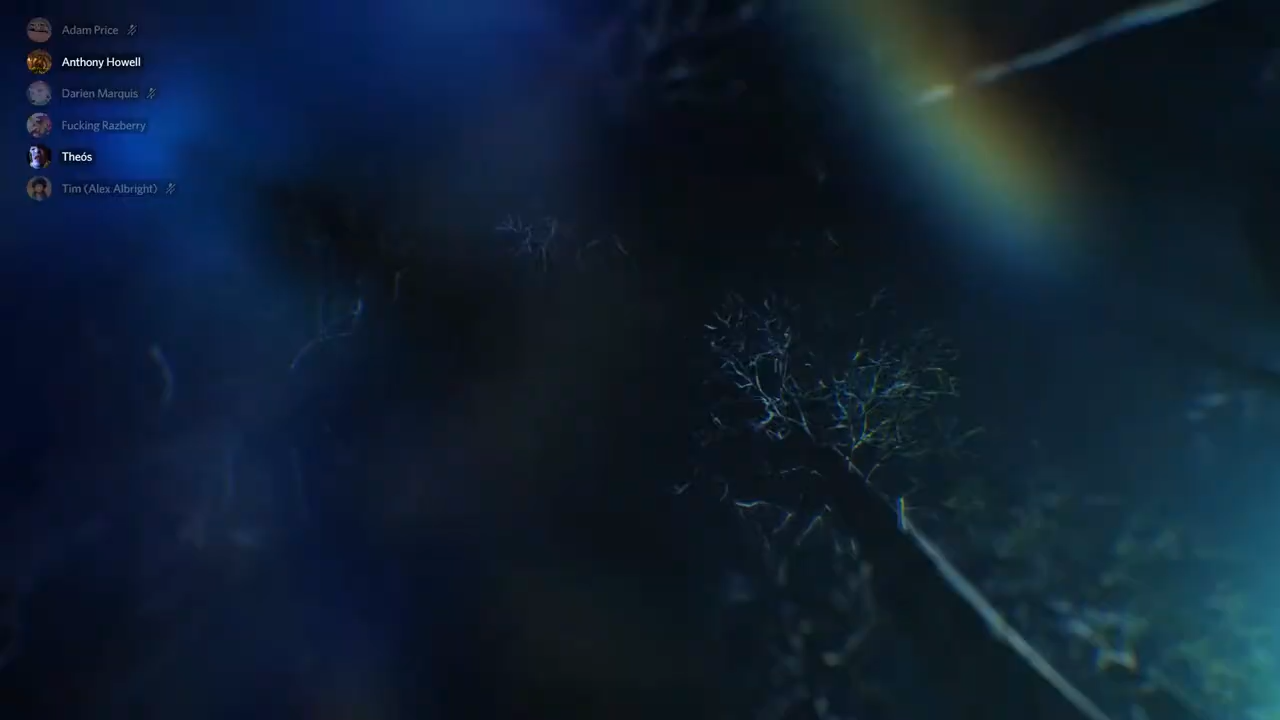 Adam Price
Anthony Howell
Darien Marquis
Fucking Razberry
Theós
Tim (Alex Albright)